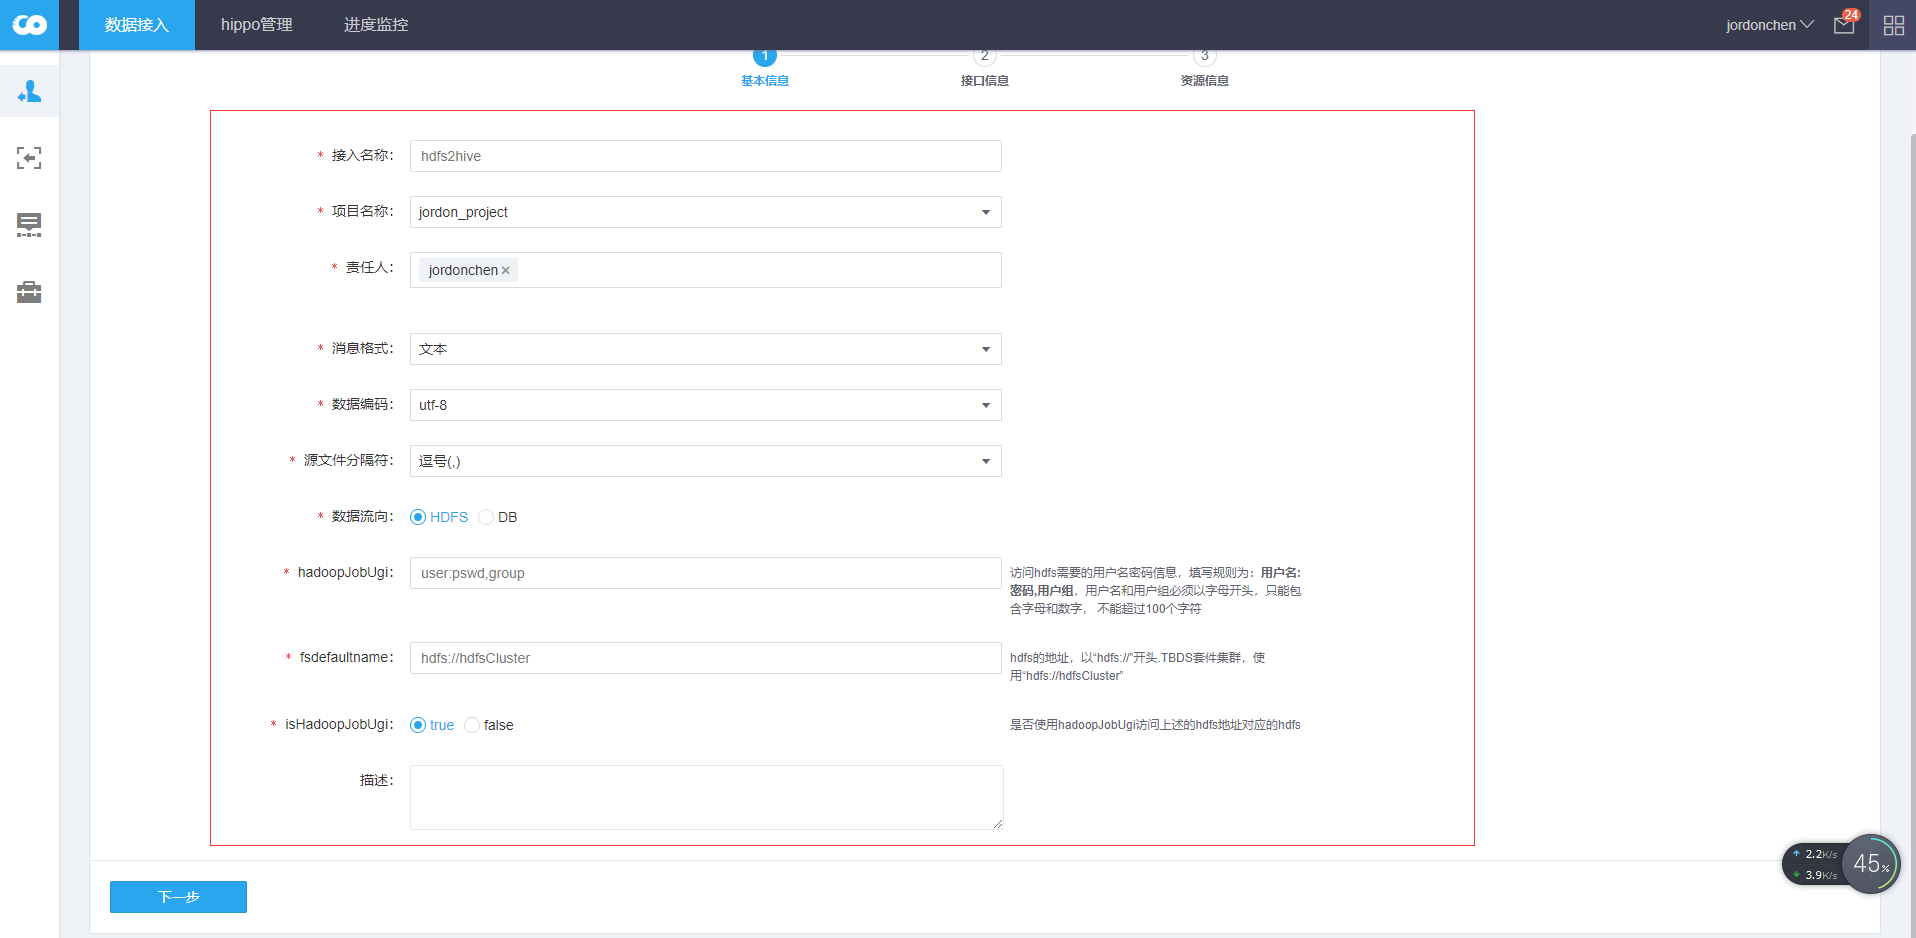 数据接入 hippo管理 进度监控 jordonchen 24
1 2 3
基本信息 接口信息 资源信息
* 接入名称: hdfs2hive
* 项目名称: jordon_project
* 责任人: jordonchen ×
* 消息格式: 文本
* 数据编码: utf-8
* 源文件分隔符: 逗号(,)
* 数据流向: HDFS DB
* hadoopJobUgi: user:pswd,group
访问hdfs需要的用户名密码信息，填写规则为：用户名:
密码,用户组，用户名和用户组必须以字母开头，只能包
含字母和数字， 不能超过100个字符
* fsdefaultname: hdfs://hdfsCluster
hdfs的地址，以“hdfs://”开头.TBDS套件集群，使
用“hdfs://hdfsCluster”
* isHadoopJobUgi: true false 是否使用hadoopJobUgi访问上述的hdfs地址对应的hdfs
描述:
2.2K/s
3.9K/s
45%
下一步